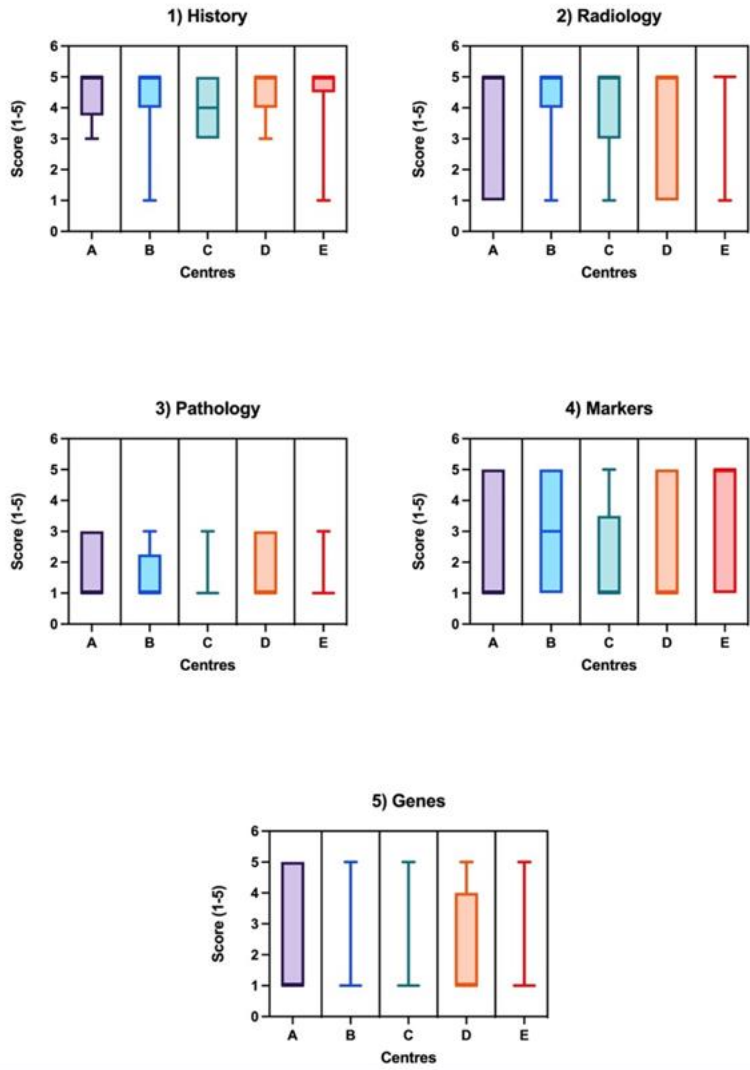 1) History
6
5
4
3
2
1
0
Score (1-5)
A B C D E
Centres
2) Radiology
6
5
4
3
2
1
0
Score (1-5)
A B C D E
Centres
3) Pathology
6
5
4
3
2
1
0
Score (1-5)
A B C D E
Centres
4) Markers
6
5
4
3
2
1
0
Score (1-5)
A B C D E
Centres
5) Genes
6
5
4
3
2
1
0
Score (1-5)
A B C D E
Centres